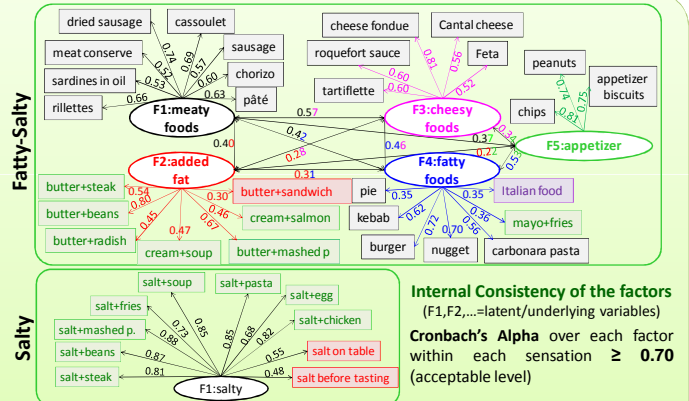 Fatty-Salty
dried sausage
cassoulet
meat conserve
sausage
sardines in oil
chorizo
rillettes
pâté
0.74
0.69
0.52
0.57
0.53
0.60
0.66
0.63
F1:meaty
foods
cheese fondue
Cantal cheese
roquefort sauce
Feta
tartiflette
0.81
0.56
0.60
0.60
0.52
F3:cheesy
foods
peanuts
appetizer
biscuits
chips
0.74
0.75
0.81
F5:appetizer
0.57
0.42
0.40
0.28
0.31
0.46
0.34
0.37
0.22
F2:added
fat
butter+steak
butter+beans
butter+radish
cream+soup
butter+mashed p
cream+salmon
butter+sandwich
0.54
0.80
0.45
0.47
0.67
0.46
0.30
F4:fatty
foods
pie
kebab
burger
nugget
carbonara pasta
mayo+fries
Italian food
0.35
0.62
0.72
0.70
0.56
0.36
0.35
Salty
salt+soup
salt+pasta
salt+fries
salt+egg
salt+mashed p.
salt+chicken
salt+beans
salt on table
salt+steak
salt before tasting
0.85
0.85
0.73
0.68
0.88
0.82
0.87
0.55
0.81
0.48
F1:salty
Internal Consistency of the factors
(F1,F2,...=latent/underlying variables)
Cronbach's Alpha over each factor
within each sensation ≥ 0.70
(acceptable level)